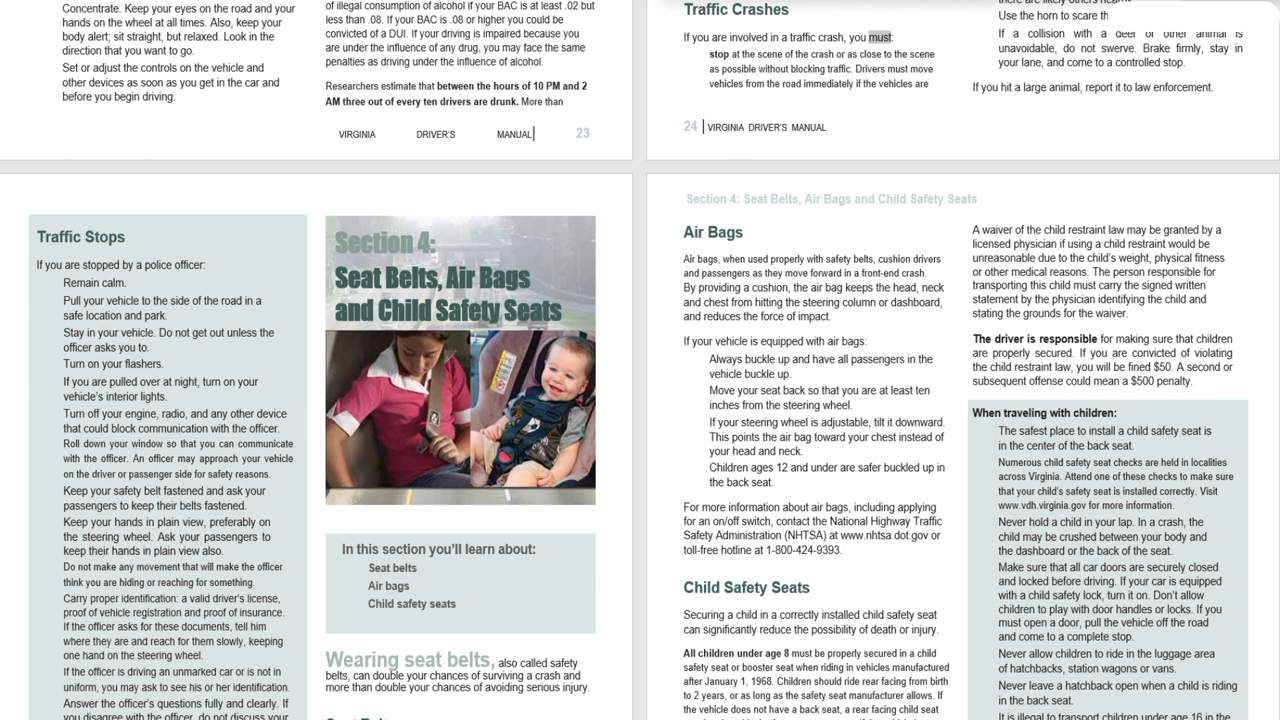 Concentrate. Keep your eyes on the road and your
hands on the wheel at all times. Also, keep your
body alert; sit straight, but relaxed. Look in the
direction that you want to go.
Set or adjust the controls on the vehicle and
other devices as soon as you get in the car and
before you begin driving.
of illegal consumption of alcohol if your BAC is at least .02 but
less than .08. If your BAC is .08 or higher you could be
convicted of a DUI. If your driving is impaired because you
are under the influence of any drug, you may face the same
penalties as driving under the influence of alcohol.
Researchers estimate that between the hours of 10 PM and 2
AM three out of every ten drivers are drunk. More than
VIRGINIA DRIVER'S MANUAL 23
Traffic Crashes
If you are involved in a traffic crash, you must:
stop at the scene of the crash or as close to the scene
as possible without blocking traffic. Drivers must move
vehicles from the road immediately if the vehicles are
Use the horn to scare th
If a collision with a deer or other animal is
unavoidable, do not swerve. Brake firmly, stay in
your lane, and come to a controlled stop.
If you hit a large animal, report it to law enforcement.
24 VIRGINIA DRIVER'S MANUAL
Traffic Stops
If you are stopped by a police officer:
Remain calm.
Pull your vehicle to the side of the road in a
safe location and park.
Stay in your vehicle. Do not get out unless the
officer asks you to.
Turn on your flashers.
If you are pulled over at night, turn on your
vehicle's interior lights.
Turn off your engine, radio, and any other device
that could block communication with the officer.
Roll down your window so that you can communicate
with the officer. An officer may approach your vehicle
on the driver or passenger side for safety reasons.
Keep your safety belt fastened and ask your
passengers to keep their belts fastened.
Keep your hands in plain view, preferably on
the steering wheel. Ask your passengers to
keep their hands in plain view also.
Do not make any movement that will make the officer
think you are hiding or reaching for something.
Carry proper identification: a valid driver's license,
proof of vehicle registration and proof of insurance.
If the officer asks for these documents, tell him
where they are and reach for them slowly, keeping
one hand on the steering wheel.
If the officer is driving an unmarked car or is not in
uniform, you may ask to see his or her identification.
Answer the officer's questions fully and clearly. If
you disagree with the officer, do not discuss your
Section 4:
Seat Belts, Air Bags
and Child Safety Seats
In this section you'll learn about:
Seat belts
Air bags
Child safety seats
Wearing seat belts, also called safety
belts, can double your chances of surviving a crash and
more than double your chances of avoiding serious injury.
Section 4: Seat Belts, Air Bags and Child Safety Seats
Air Bags
Air bags, when used properly with safety belts, cushion drivers
and passengers as they move forward in a front-end crash.
By providing a cushion, the air bag keeps the head, neck
and chest from hitting the steering column or dashboard,
and reduces the force of impact.
If your vehicle is equipped with air bags:
Always buckle up and have all passengers in the
vehicle buckle up.
Move your seat back so that you are at least ten
inches from the steering wheel.
If your steering wheel is adjustable, tilt it downward.
This points the air bag toward your chest instead of
your head and neck.
Children ages 12 and under are safer buckled up in
the back seat.
For more information about air bags, including applying
for an on/off switch, contact the National Highway Traffic
Safety Administration (NHTSA) at www.nhtsa.dot.gov or
toll-free hotline at 1-800-424-9393.
Child Safety Seats
Securing a child in a correctly installed child safety seat
can significantly reduce the possibility of death or injury.
All children under age 8 must be properly secured in a child
safety seat or booster seat when riding in vehicles manufactured
after January 1, 1968. Children should ride rear facing from birth
to 2 years, or as long as the safety seat manufacturer allows. If
the vehicle does not have a back seat, a rear facing child seat
A waiver of the child restraint law may be granted by a
licensed physician if using a child restraint would be
unreasonable due to the child's weight, physical fitness
or other medical reasons. The person responsible for
transporting this child must carry the signed written
statement by the physician identifying the child and
stating the grounds for the waiver.
The driver is responsible for making sure that children
are properly secured. If you are convicted of violating
the child restraint law, you will be fined $50. A second or
subsequent offense could mean a $500 penalty.
When traveling with children:
The safest place to install a child safety seat is
in the center of the back seat.
Numerous child safety seat checks are held in localities
across Virginia. Attend one of these checks to make sure
that your child's safety seat is installed correctly. Visit
www.vdh.virginia.gov for more information.
Never hold a child in your lap. In a crash, the
child may be crushed between your body and
the dashboard or the back of the seat.
Make sure that all car doors are securely closed
and locked before driving. If your car is equipped
with a child safety lock, turn it on. Don't allow
children to play with door handles or locks. If you
must open a door, pull the vehicle off the road
and come to a complete stop.
Never allow children to ride in the luggage area
of hatchbacks, station wagons or vans.
Never leave a hatchback open when a child is riding
in the back seat.
It is illegal to transport children under age 16 in the